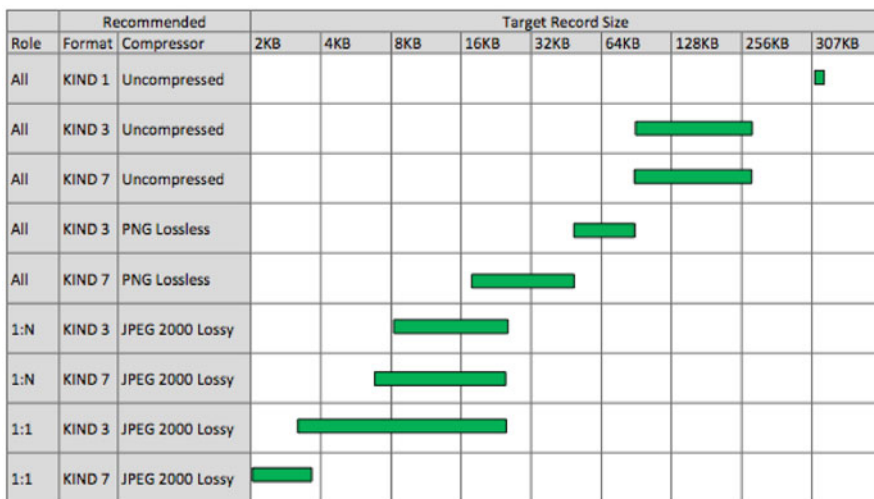 Recommended Target Record Size
Role Format Compressor 2KB 4KB 8KB 16KB 32KB 64KB 128KB 256KB 307KB
All KIND 1 Uncompressed
All KIND 3 Uncompressed
All KIND 7 Uncompressed
All KIND 3 PNG Lossless
All KIND 7 PNG Lossless
1:N KIND 3 JPEG 2000 Lossy
1:N KIND 7 JPEG 2000 Lossy
1:1 KIND 3 JPEG 2000 Lossy
1:1 KIND 7 JPEG 2000 Lossy